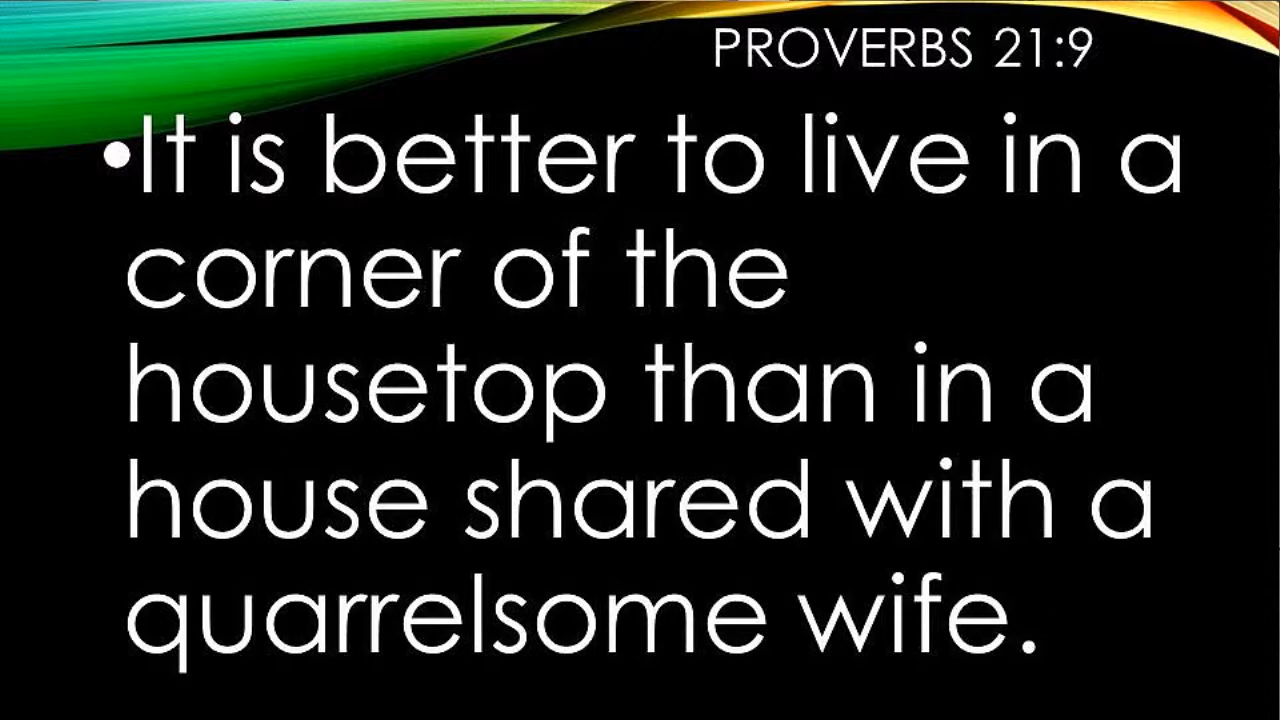 PROVERBS 21:9
•It is better to live in a
corner of the
housetop than in a
house shared with a
quarrelsome wife.